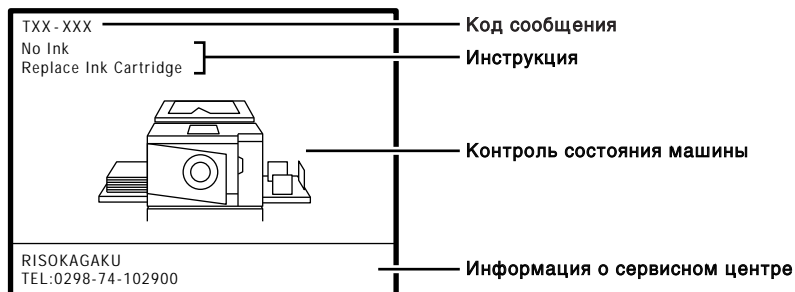 TXX-XXX
Код сообщения
No Ink
Replace Ink Cartridge
Инструкция
Контроль состояния машины
RISOKAGAKU
TEL:0298-74-102900
Информация о сервисном центре